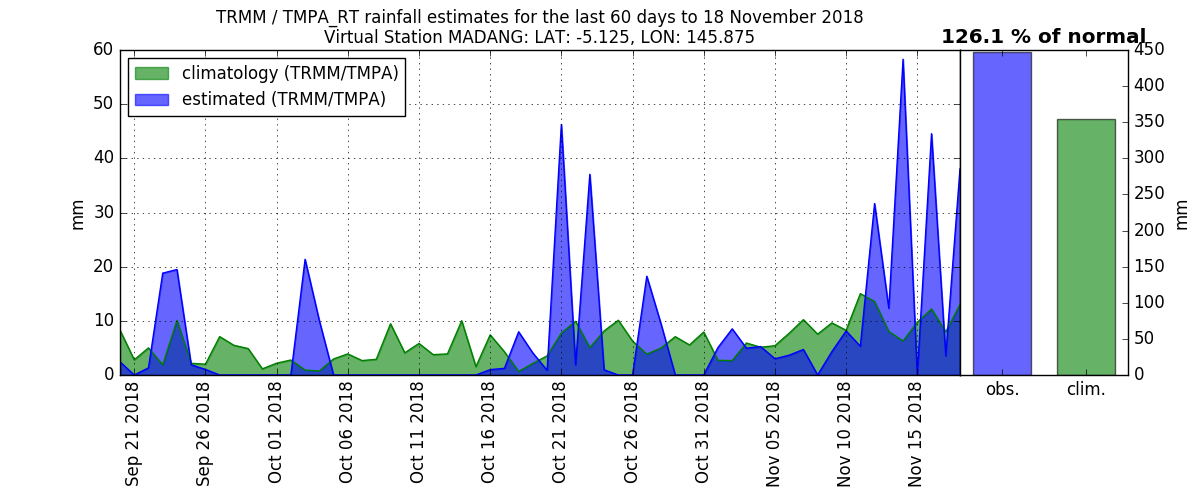 TRMM / TMPA_RT rainfall estimates for the last 60 days to 18 November 2018
Virtual Station MADANG: LAT: -5.125, LON: 145.875
126.1 % of normal
climatology (TRMM/TMPA)
estimated (TRMM/TMPA)
60
50
40
30
20
10
0
mm
Sep 21 2018
Sep 26 2018
Oct 01 2018
Oct 06 2018
Oct 11 2018
Oct 16 2018
Oct 21 2018
Oct 26 2018
Oct 31 2018
Nov 05 2018
Nov 10 2018
Nov 15 2018
obs.
clim.
450
400
350
300
250
200
150
100
50
0
mm